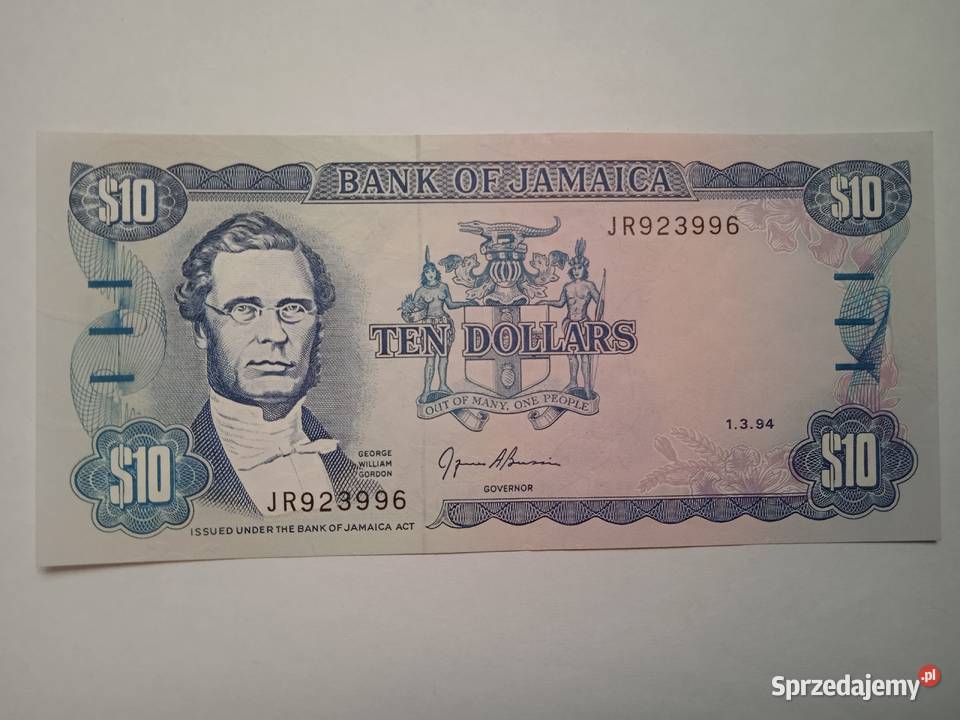 $10
BANK OF JAMAICA
$10
JR923996
TEN DOLLARS
OUT OF MANY, ONE PEOPLE
1.3.94
GEORGE
WILLIAM
GORDON
GOVERNOR
$10
JR923996
$10
ISSUED UNDER THE BANK OF JAMAICA ACT
Sprzedajemy.pl